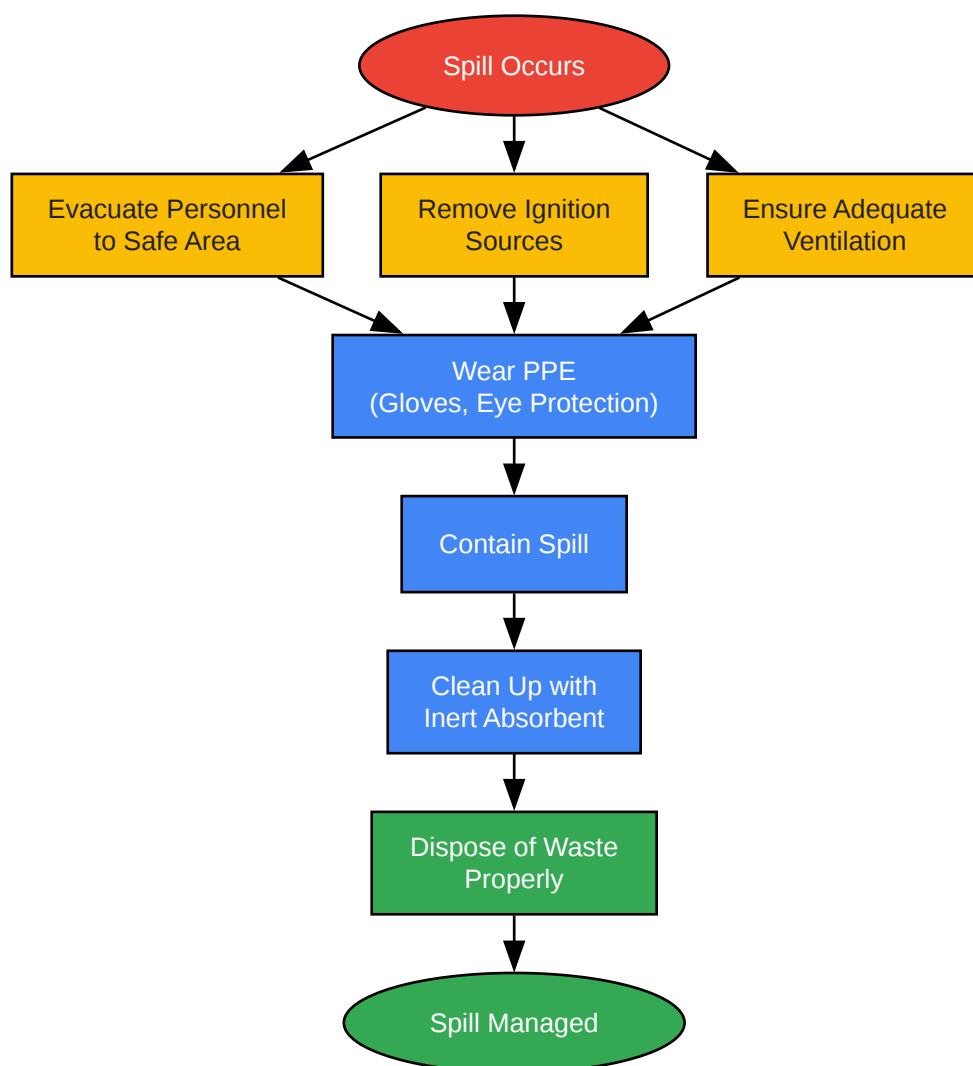 Spill Occurs
Evacuate Personnel
to Safe Area
Remove Ignition
Sources
Ensure Adequate
Ventilation
Wear PPE
(Gloves, Eye Protection)
Contain Spill
Clean Up with
Inert Absorbent
Dispose of Waste
Properly
Spill Managed